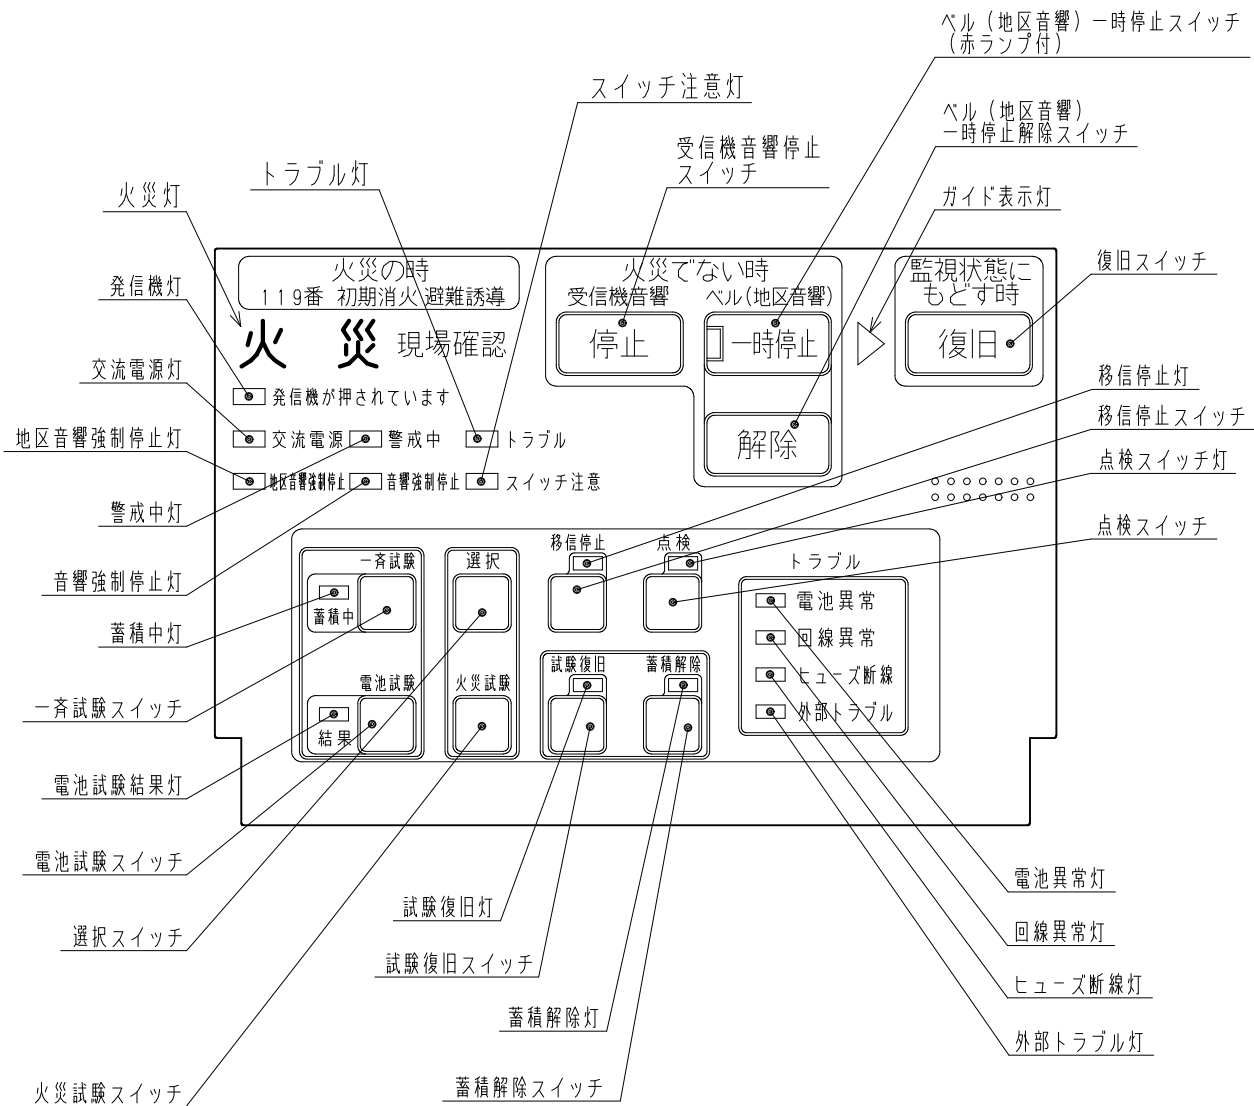 ベル（地区音響）一時停止スイッチ
（赤ランプ付）
スイッチ注意灯
ベル（地区音響）
一時停止解除スイッチ
受信機音響停止
スイッチ
トラブル灯
火災灯
ガイド表示灯
発信機灯
復旧スイッチ
交流電源灯
地区音響強制停止灯
警戒中灯
音響強制停止灯
蓄積中灯
一斉試験スイッチ
電池試験結果灯
電池試験スイッチ
選択スイッチ
火災試験スイッチ
火災の時
119番 初期消火 避難誘導
火災 現場確認
発信機が押されています
交流電源 警戒中 トラブル
地区音響強制停止 音響強制停止 スイッチ注意
火災でない時
受信機音響 ベル（地区音響）
停止 一時停止
解除
監視状態に
もどす時
復旧
移信停止灯
移信停止スイッチ
点検スイッチ灯
点検スイッチ
一斉試験 選択 移信停止 点検
蓄積中
電池試験 火災試験 試験復旧 蓄積解除
結果
トラブル
電池異常
回線異常
ヒューズ断線
外部トラブル
試験復旧灯
試験復旧スイッチ
蓄積解除灯
蓄積解除スイッチ
電池異常灯
回線異常灯
ヒューズ断線灯
外部トラブル灯